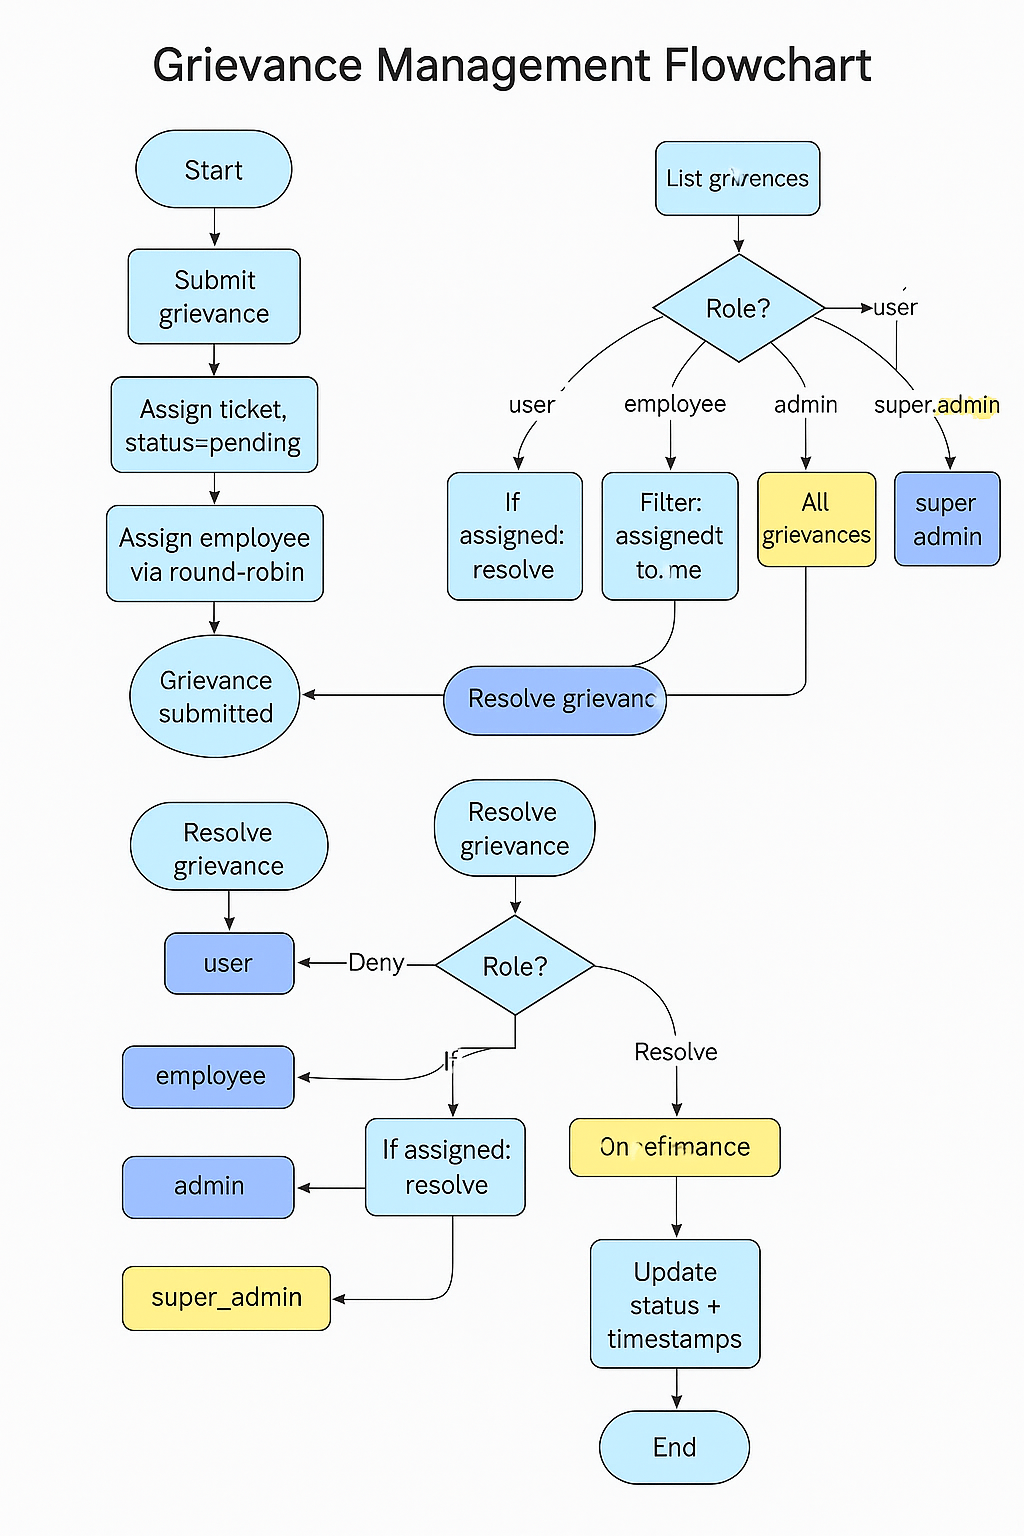 Grievance Management Flowchart
Start
Submit
grievance
Assign ticket,
status=pending
Assign employee
via round-robin
Grievance
submitted
List
Role?
user
user
employee
admin
super.admin
If
assigned:
resolve
Filter:
assignedt
to.me
All
grievances
super
admin
Resolve grievanc
Resolve
grievance
user
employee
admin
super_admin
Resolve
grievance
Role?
Deny
If
Resolve
If assigned:
resolve
On
Update
status +
timestamps
End